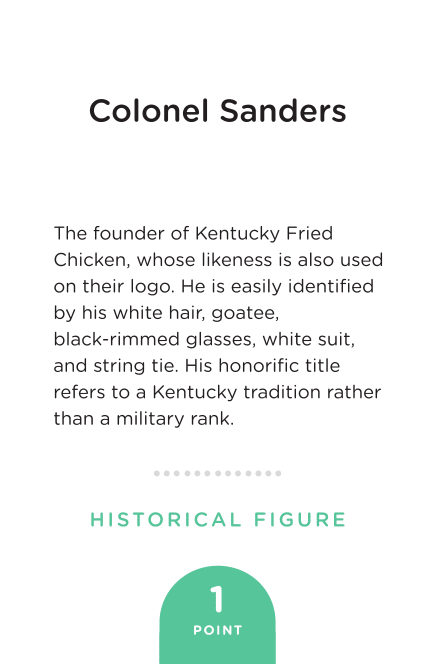 Colonel Sanders
The founder of Kentucky Fried
Chicken, whose likeness is also used
on their logo. He is easily identified
by his white hair, goatee,
black-rimmed glasses, white suit,
and string tie. His honorific title
refers to a Kentucky tradition rather
than a military rank.
HISTORICAL FIGURE
1
POINT